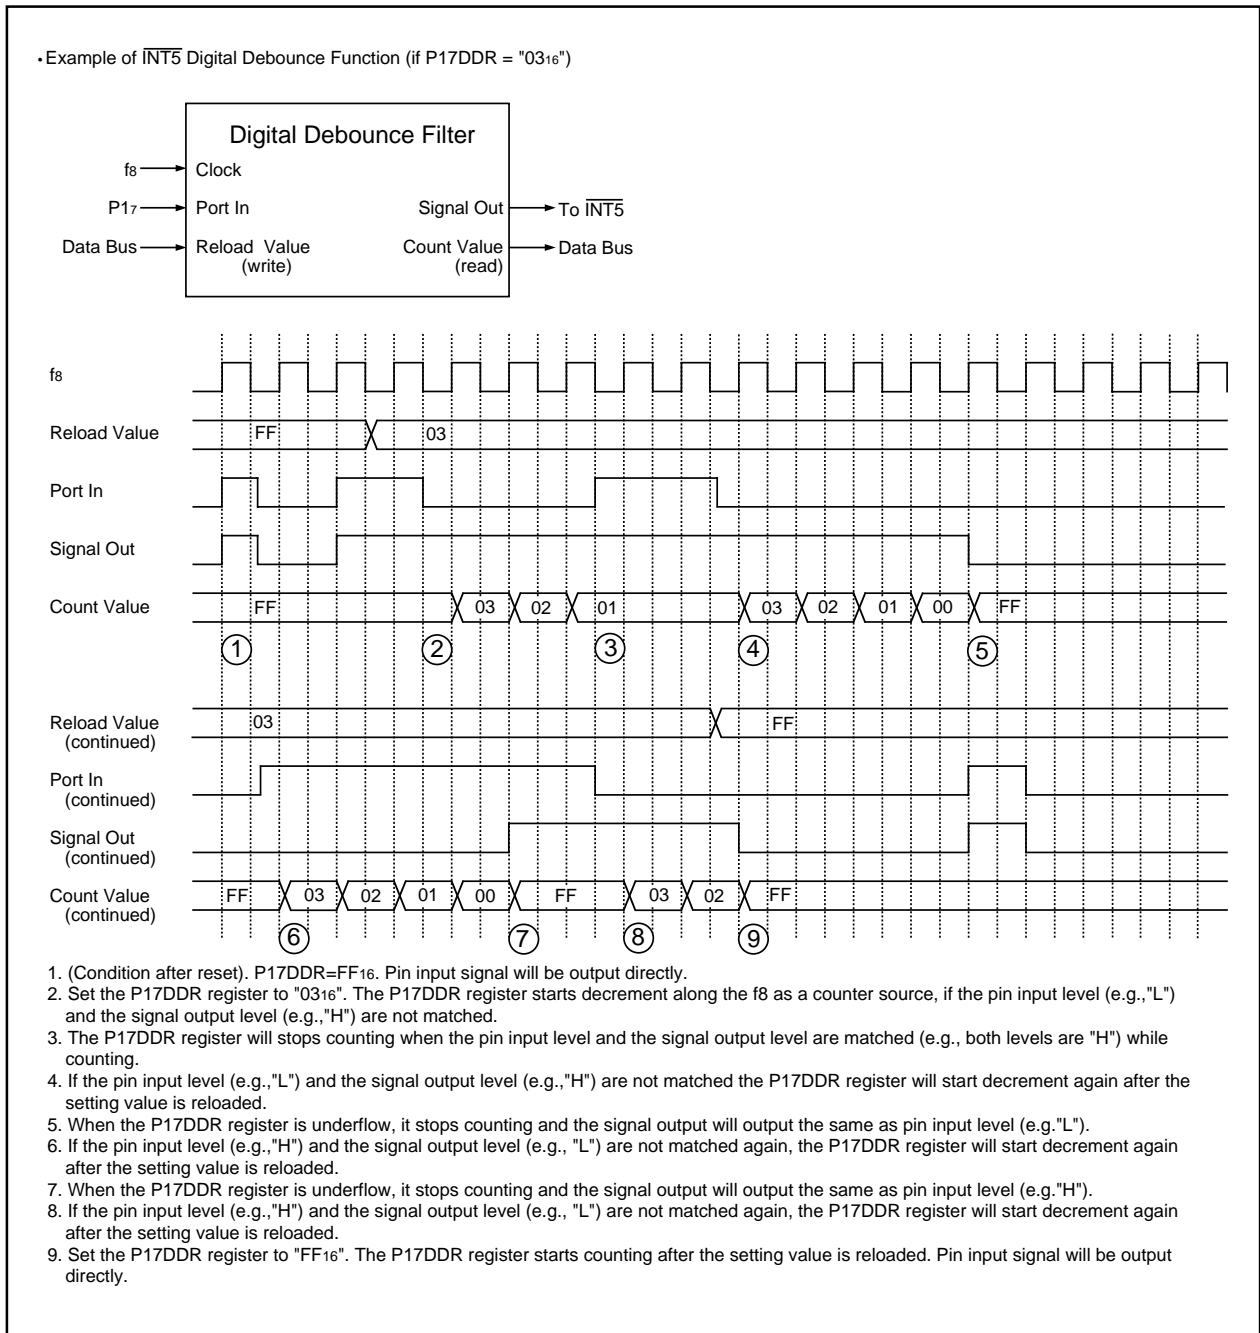 •Example of INT5 Digital Debounce Function (if P17DDR = "0316")
Digital Debounce Filter
f8
Clock
P17
Port In
Signal Out
To INT5
Data Bus
Reload Value
(write)
Count Value
(read)
Data Bus
f8
Reload Value
FF
03
Port In
Signal Out
Count Value
FF
03
02
01
03
02
01
00
FF
1
2
3
4
5
Reload Value
(continued)
03
FF
Port In
(continued)
Signal Out
(continued)
Count Value
(continued)
FF
03
02
01
00
FF
03
02
FF
6
7
8
9
1. (Condition after reset). P17DDR=FF16. Pin input signal will be output directly.
2. Set the P17DDR register to "0316". The P17DDR register starts decrement along the f8 as a counter source, if the pin input level (e.g.,"L")
and the signal output level (e.g.,"H") are not matched.
3. The P17DDR register will stops counting when the pin input level and the signal output level are matched (e.g., both levels are "H") while
counting.
4. If the pin input level (e.g.,"L") and the signal output level (e.g.,"H") are not matched the P17DDR register will start decrement again after the
setting value is reloaded.
5. When the P17DDR register is underflow, it stops counting and the signal output will output the same as pin input level (e.g."L").
6. If the pin input level (e.g.,"H") and the signal output level (e.g., "L") are not matched again, the P17DDR register will start decrement again
after the setting value is reloaded.
7. When the P17DDR register is underflow, it stops counting and the signal output will output the same as pin input level (e.g."H").
8. If the pin input level (e.g.,"H") and the signal output level (e.g., "L") are not matched again, the P17DDR register will start decrement again
after the setting value is reloaded.
9. Set the P17DDR register to "FF16". The P17DDR register starts counting after the setting value is reloaded. Pin input signal will be output
directly.